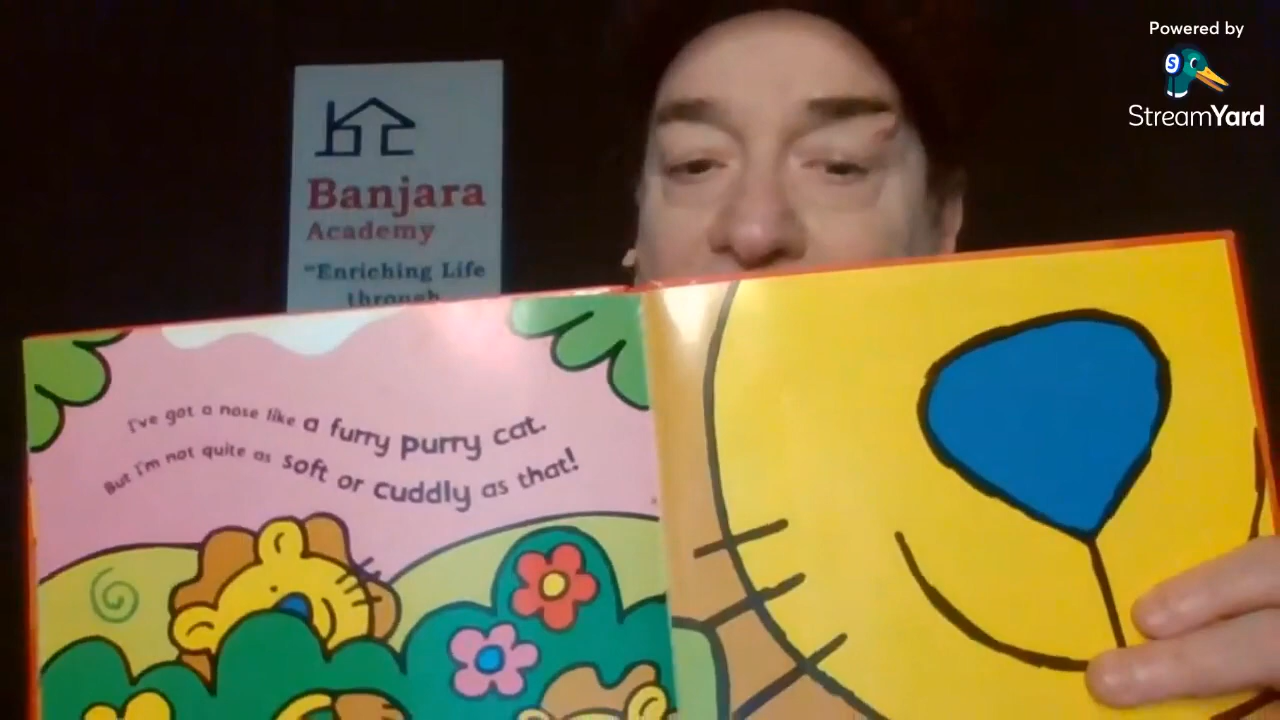 Powered by
S
StreamYard
Banjara
Academy
"Enriching Life
through
I've got a nose like a furry purry cat.
But i'm not quite as soft or cuddly as that!